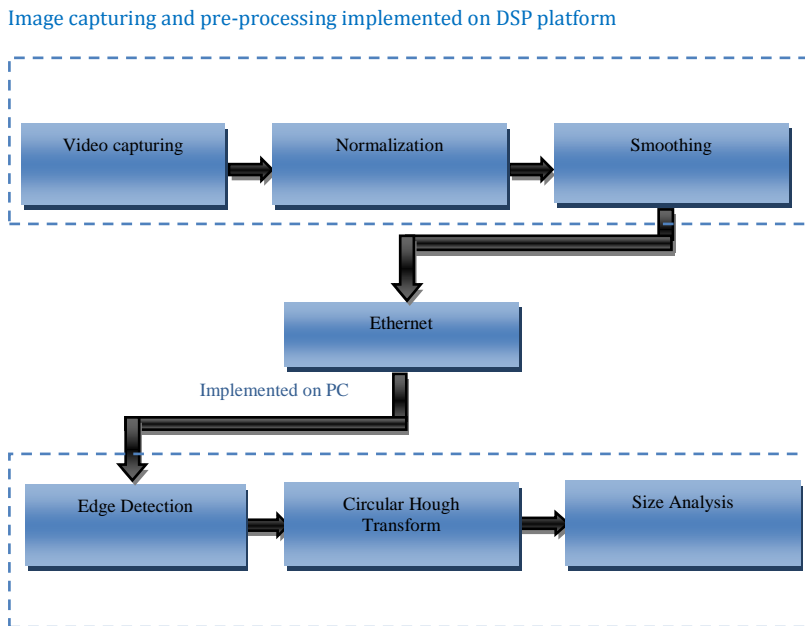 Image capturing and pre-processing implemented on DSP platform
Video capturing
Normalization
Smoothing
Ethernet
Implemented on PC
Edge Detection
Circular Hough
Transform
Size Analysis